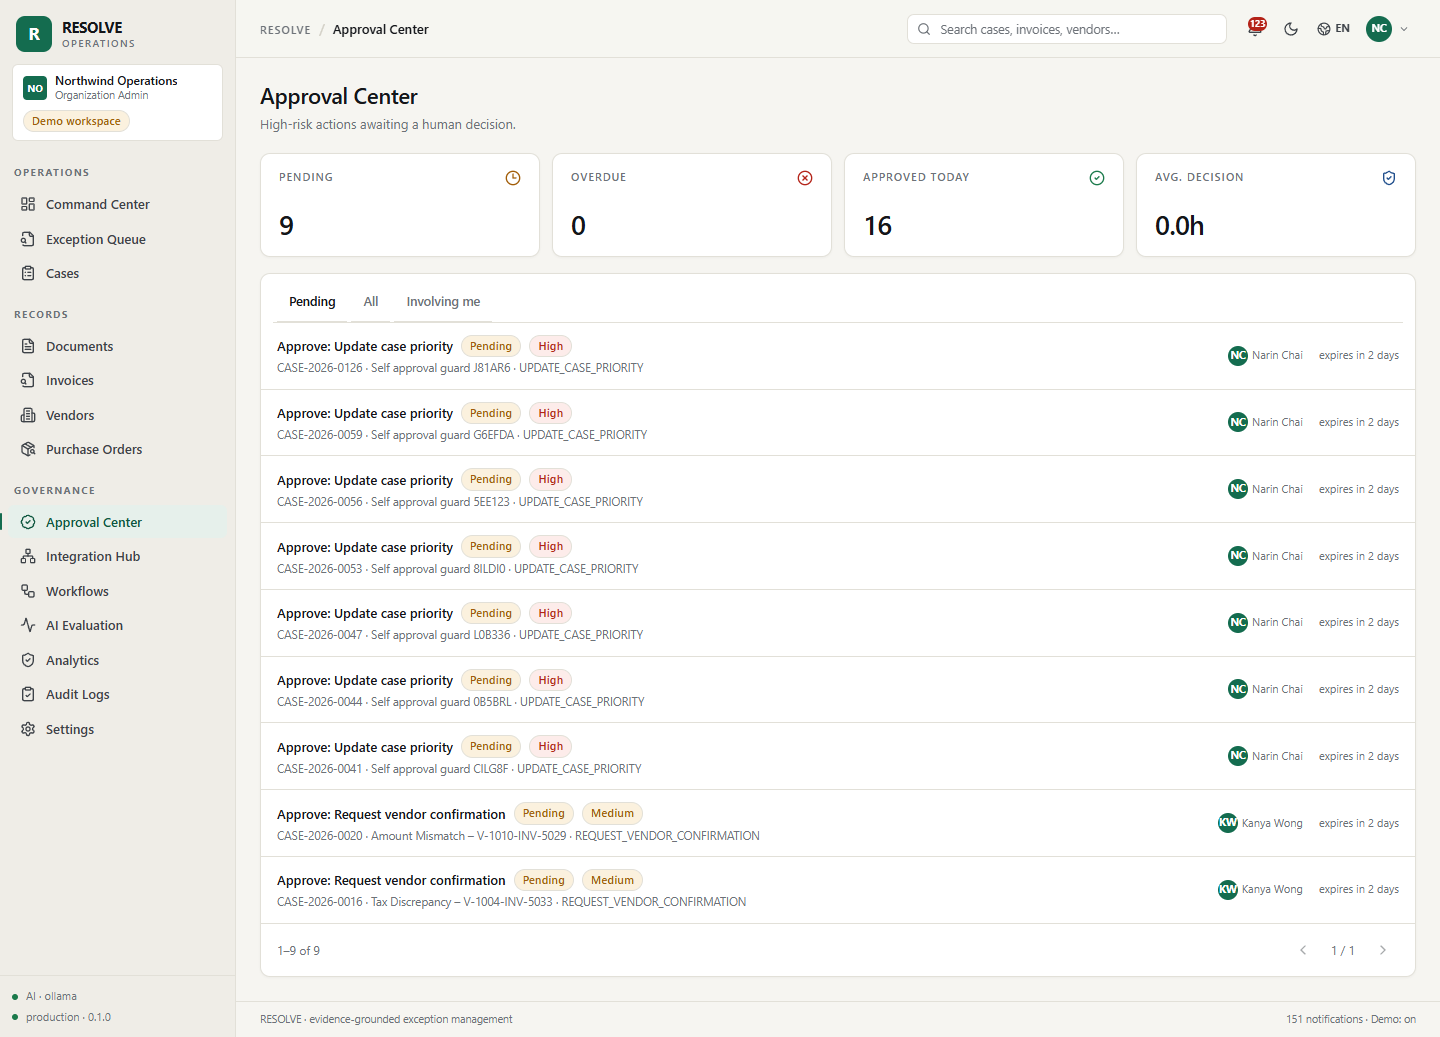 R
RESOLVE
OPERATIONS
NO
Northwind Operations
Organization Admin
Demo workspace
OPERATIONS
Command Center
Exception Queue
Cases
RECORDS
Documents
Invoices
Vendors
Purchase Orders
GOVERNANCE
Approval Center
Integration Hub
Workflows
AI Evaluation
Analytics
Audit Logs
Settings
AI · ollama
production · 0.1.0
RESOLVE / Approval Center
Search cases, invoices, vendors...
123
EN
NC
Approval Center
High-risk actions awaiting a human decision.
PENDING
9
OVERDUE
0
APPROVED TODAY
16
AVG. DECISION
0.0h
Pending All Involving me
Approve: Update case priority Pending High
CASE-2026-0126 · Self approval guard J81AR6 · UPDATE_CASE_PRIORITY
NC Narin Chai expires in 2 days
Approve: Update case priority Pending High
CASE-2026-0059 · Self approval guard G6EFDA · UPDATE_CASE_PRIORITY
NC Narin Chai expires in 2 days
Approve: Update case priority Pending High
CASE-2026-0056 · Self approval guard 5EE123 · UPDATE_CASE_PRIORITY
NC Narin Chai expires in 2 days
Approve: Update case priority Pending High
CASE-2026-0053 · Self approval guard 8ILDI0 · UPDATE_CASE_PRIORITY
NC Narin Chai expires in 2 days
Approve: Update case priority Pending High
CASE-2026-0047 · Self approval guard L0B336 · UPDATE_CASE_PRIORITY
NC Narin Chai expires in 2 days
Approve: Update case priority Pending High
CASE-2026-0044 · Self approval guard 0B5BRL · UPDATE_CASE_PRIORITY
NC Narin Chai expires in 2 days
Approve: Update case priority Pending High
CASE-2026-0041 · Self approval guard CILG8F · UPDATE_CASE_PRIORITY
NC Narin Chai expires in 2 days
Approve: Request vendor confirmation Pending Medium
CASE-2026-0020 · Amount Mismatch – V-1010-INV-5029 · REQUEST_VENDOR_CONFIRMATION
KW Kanya Wong expires in 2 days
Approve: Request vendor confirmation Pending Medium
CASE-2026-0016 · Tax Discrepancy – V-1004-INV-5033 · REQUEST_VENDOR_CONFIRMATION
KW Kanya Wong expires in 2 days
1–9 of 9
1 / 1
RESOLVE · evidence-grounded exception management
151 notifications · Demo: on